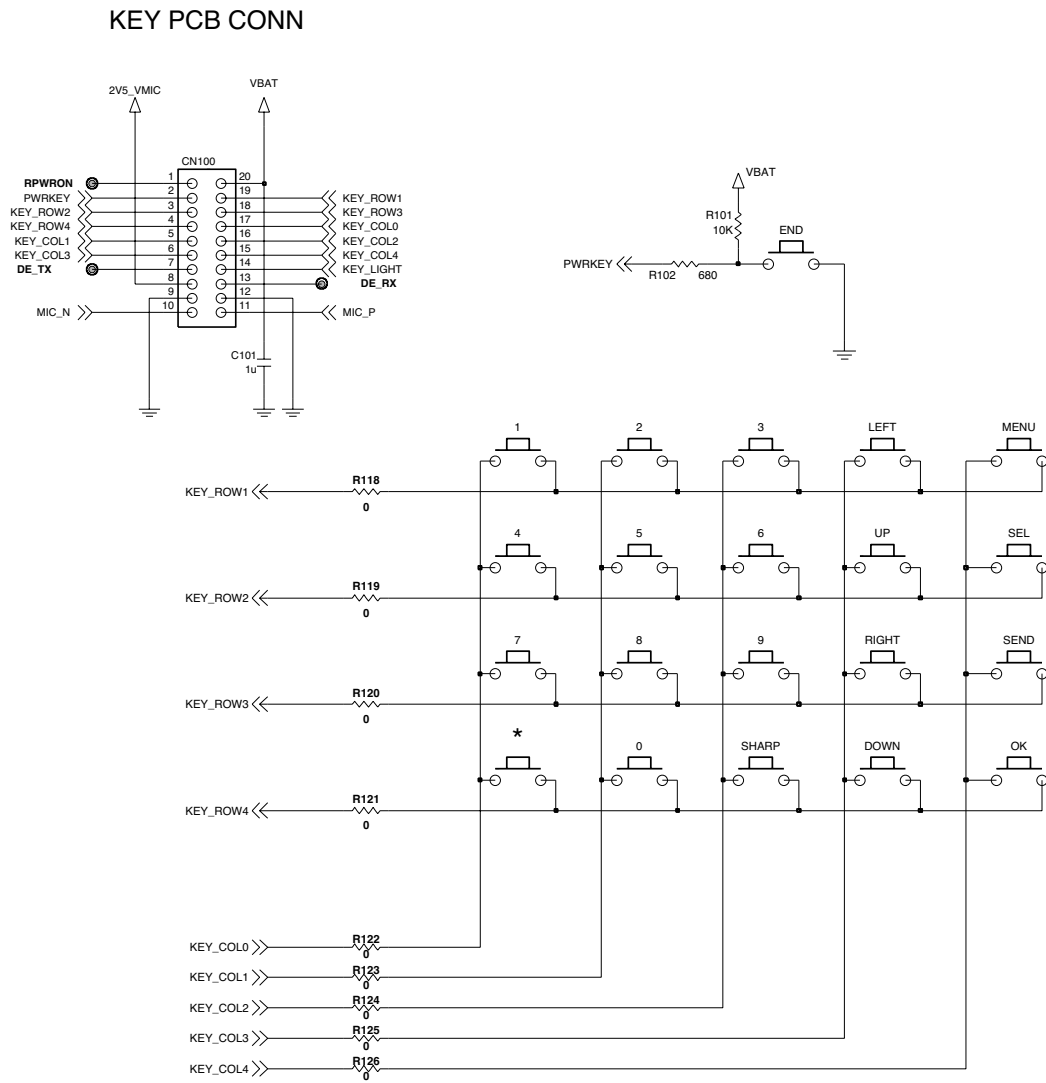 KEY PCB CONN
2V5_VMIC
VBAT
CN100
RPWRON 1 20
PWRKEY 2 19 KEY_ROW1
KEY_ROW2 3 18 KEY_ROW3
KEY_ROW4 4 17 KEY_COL0
KEY_COL1 5 16 KEY_COL2
KEY_COL3 6 15 KEY_COL4
DE_TX 7 14 KEY_LIGHT
8 13 DE_RX
9 12
MIC_N 10 11 MIC_P
C101
1u
VBAT
R101
10K
END
PWRKEY
R102 680
1 2 3 LEFT MENU
KEY_ROW1 R118
0
4 5 6 UP SEL
KEY_ROW2 R119
0
7 8 9 RIGHT SEND
KEY_ROW3 R120
0
* 0 SHARP DOWN OK
KEY_ROW4 R121
0
KEY_COL0 R122
0
KEY_COL1 R123
0
KEY_COL2 R124
0
KEY_COL3 R125
0
KEY_COL4 R126
0